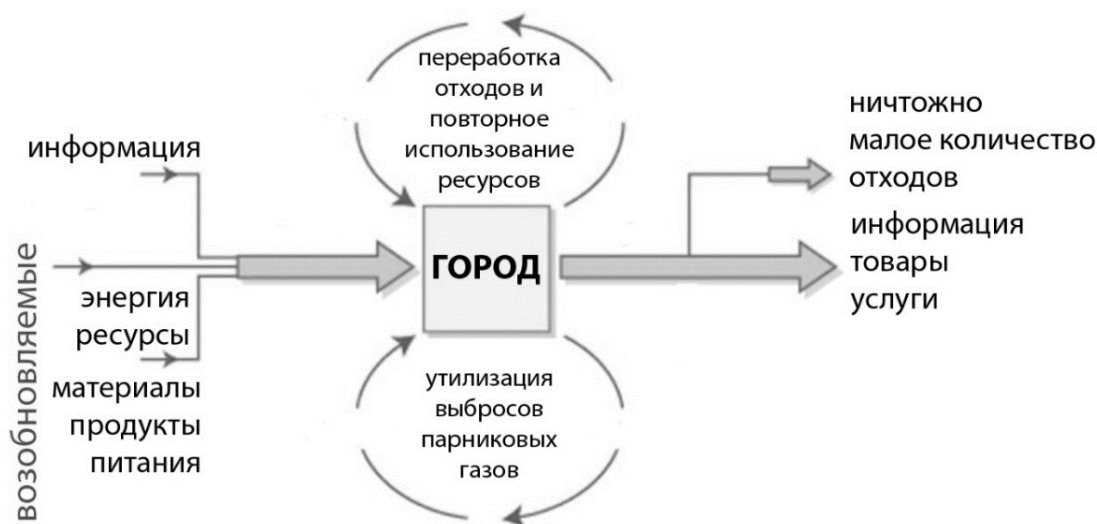 переработка
отходов и
повторное
использование
ресурсов
информация
возобновляемые
энергия
ресурсы
материалы
продукты
питания
ГОРОД
утилизация
выбросов
парниковых
газов
ничтожно
малое количество
отходов
информация
товары
услуги